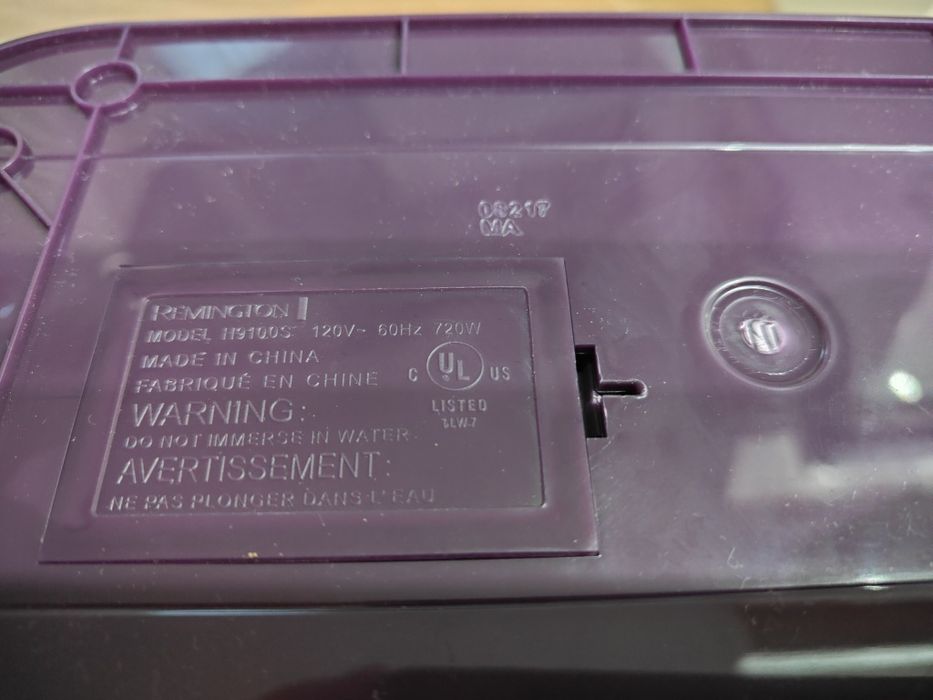 08217
MA
REMINGTON
MODEL H9100S 120V~ 60Hz 720W
MADE IN CHINA
FABRIQUÉ EN CHINE
C UL US
LISTED
WARNING:
DO NOT IMMERSE IN WATER
AVERTISSEMENT:
NE PAS PLONGER DANS L'EAU